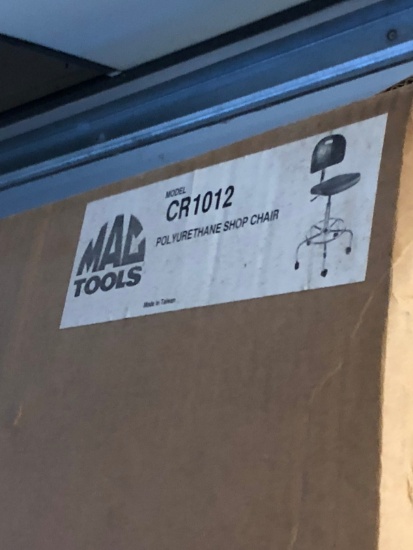 MAC
TOOLS
MODEL
CR1012
POLYURETHANE SHOP CHAIR
Made in Taiwan